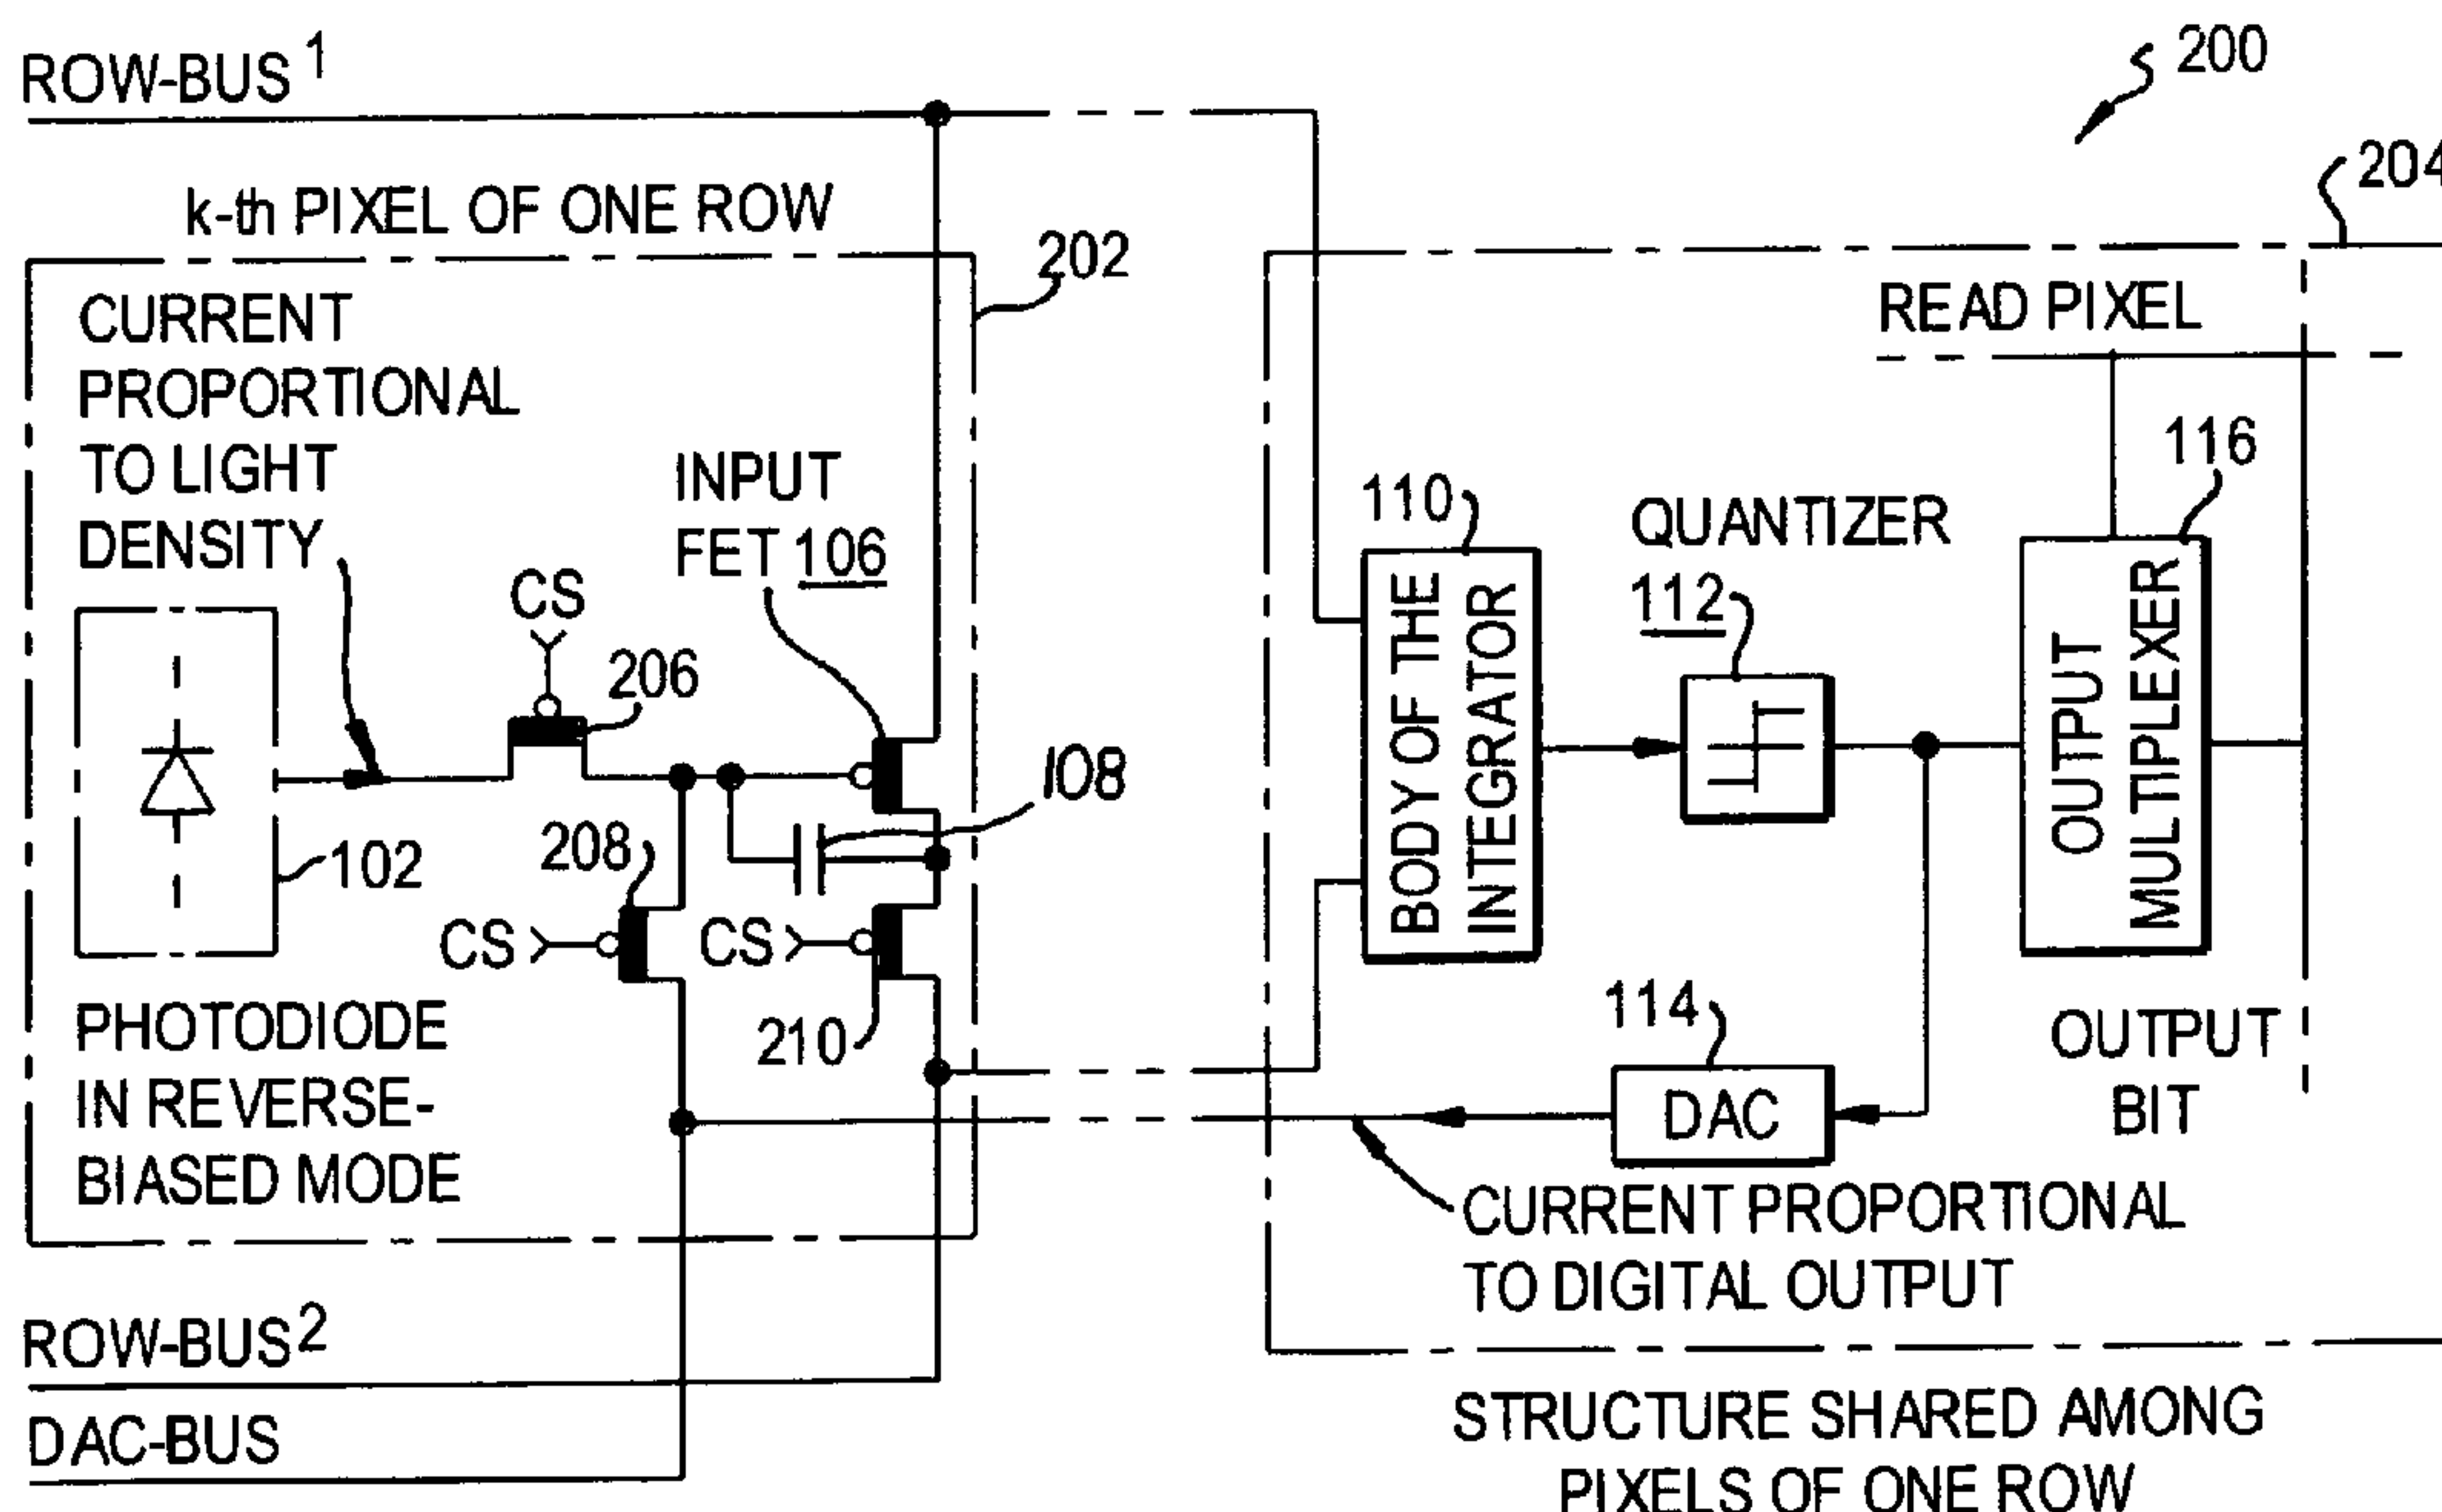 ROW-BUS 1
200
204
k-th PIXEL OF ONE ROW
202
CURRENT
PROPORTIONAL
TO LIGHT
DENSITY
READ PIXEL
INPUT
FET 106
110
QUANTIZER
112
116
CS
206
BODY OF THE
INTEGRATOR
OUTPUT
MULTIPLEXER
108
208
102
CS
CS
210
PHOTODIODE
IN REVERSE-
BIASED MODE
114
DAC
OUTPUT
BIT
CURRENT PROPORTIONAL
TO DIGITAL OUTPUT
ROW-BUS 2
DAC-BUS
STRUCTURE SHARED AMONG
PIXELS OF ONE ROW